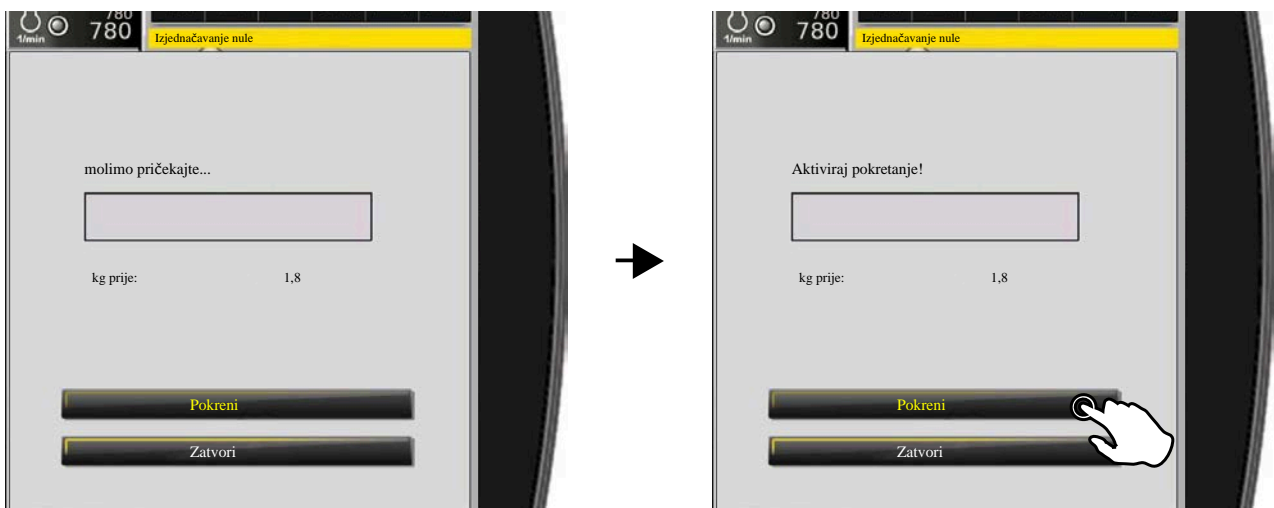 780
1/min 780
Izjednačavanje nule
molimo pričekajte...
kg prije: 1,8
Pokreni
Zatvori
780
1/min 780
Izjednačavanje nule
Aktiviraj pokretanje!
kg prije: 1,8
Pokreni
Zatvori